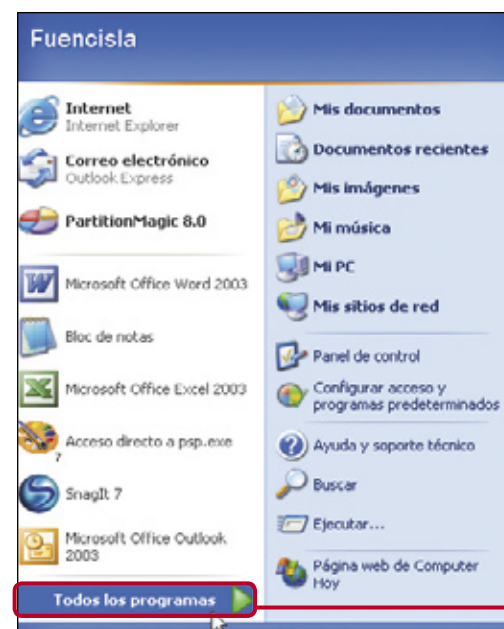 Fuencisla
Internet
Internet Explorer
Correo electrónico
Outlook Express
PartitionMagic 8.0
Microsoft Office Word 2003
Bloc de notas
Microsoft Office Excel 2003
Acceso directo a psp.exe
7
SnagIt 7
Microsoft Office Outlook
2003
Todos los programas
Mis documentos
Documentos recientes
Mis imágenes
Mi música
Mi PC
Mis sitios de red
Panel de control
Configurar acceso y
programas predeterminados
Ayuda y soporte técnico
Buscar
Ejecutar...
Página web de Computer
Hoy